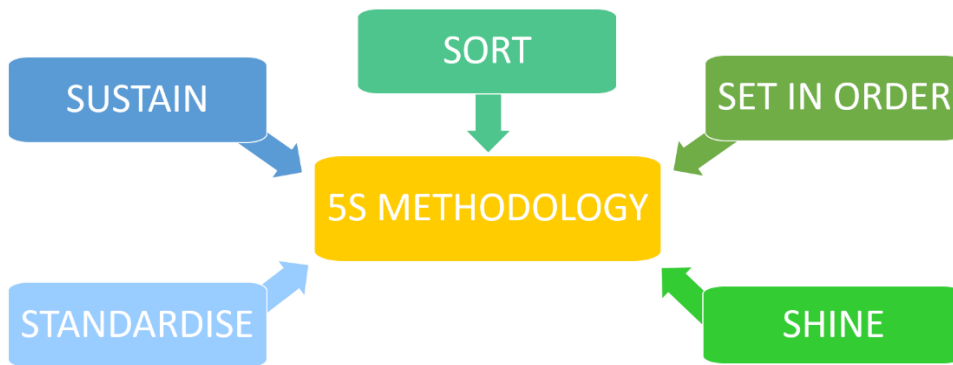 SORT
SUSTAIN
SET IN ORDER
5S METHODOLOGY
STANDARDISE
SHINE